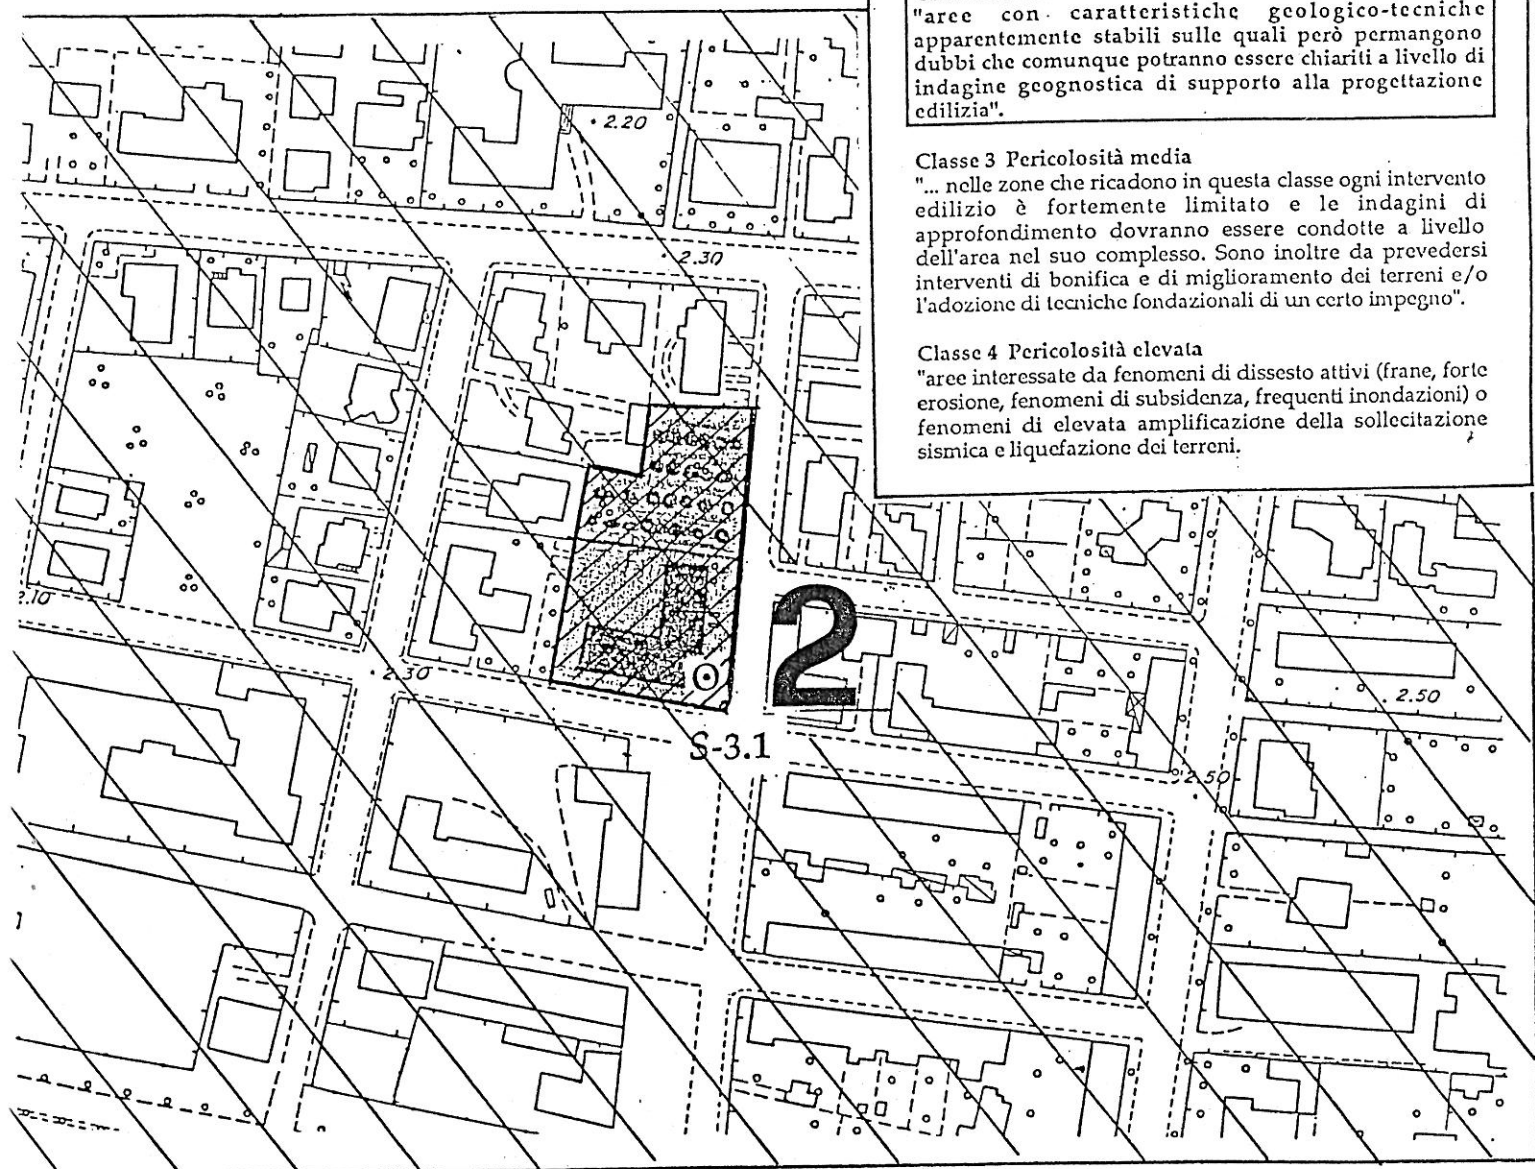 "aree con caratteristiche geologico-tecniche
apparentemente stabili sulle quali però permangono
dubbi che comunque potranno essere chiariti a livello di
indagine geognostica di supporto alla progettazione
edilizia".
Classe 3 Pericolosità media
"... nelle zone che ricadono in questa classe ogni intervento
edilizio è fortemente limitato e le indagini di
approfondimento dovranno essere condotte a livello
dell'area nel suo complesso. Sono inoltre da prevedersi
interventi di bonifica e di miglioramento dei terreni e/o
l'adozione di tecniche fondazionali di un certo impegno".
Classe 4 Pericolosità elevata
"aree interessate da fenomeni di dissesto attivi (frane, forte
erosione, fenomeni di subsidenza, frequenti inondazioni) o
fenomeni di elevata amplificazione della sollecitazione
sismica e liquefazione dei terreni.
2.20
2.30
2.10
2.30
2
S-3.1
2.50
2.50